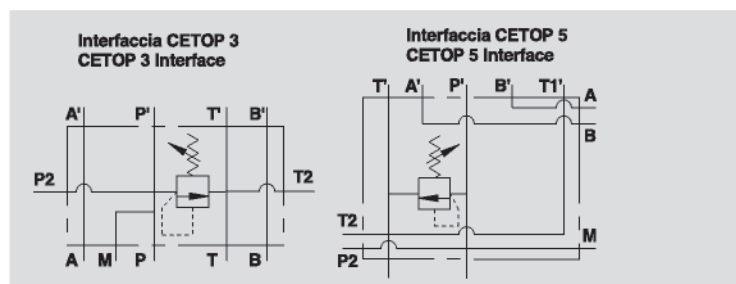 Interfaccia CETOP 3
CETOP 3 Interface
A' P' T' B'
P2 T2
A M P T B
Interfaccia CETOP 5
CETOP 5 Interface
T' A' P' B' T1'
A
B
T2
M
P2